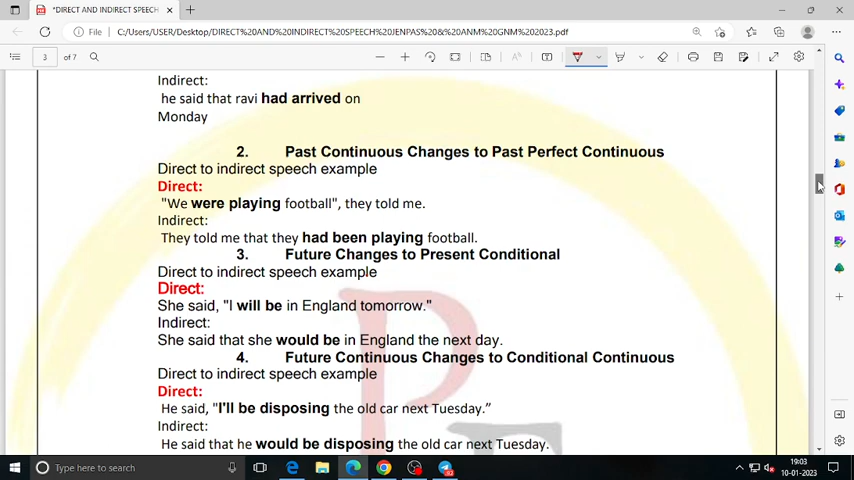 *DIRECT AND INDIRECT SPEECH
File
C:/Users/USER/Desktop/DIRECT%20AND%20INDIRECT%20SPEECH%20JENPAS%20&%20ANM%20GNM%202023.pdf
3 of 7
Indirect:
he said that ravi had arrived on
Monday
2. Past Continuous Changes to Past Perfect Continuous
Direct to indirect speech example
Direct:
"We were playing football", they told me.
Indirect:
They told me that they had been playing football.
3. Future Changes to Present Conditional
Direct to indirect speech example
Direct:
She said, "I will be in England tomorrow."
Indirect:
She said that she would be in England the next day.
4. Future Continuous Changes to Conditional Continuous
Direct to indirect speech example
Direct:
He said, "I'll be disposing the old car next Tuesday.”
Indirect:
He said that he would be disposing the old car next Tuesday.
Type here to search
19:03
10-01-2023